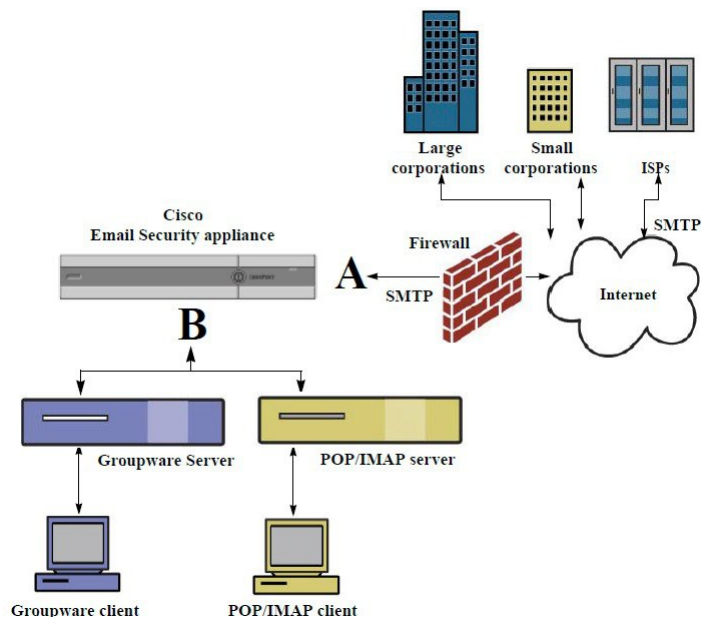 Large
corporations
Small
corporations
ISPs
Cisco
Email Security appliance
Firewall
SMTP
A
SMTP
Internet
B
Groupware Server
POP/IMAP server
Groupware client
POP/IMAP client